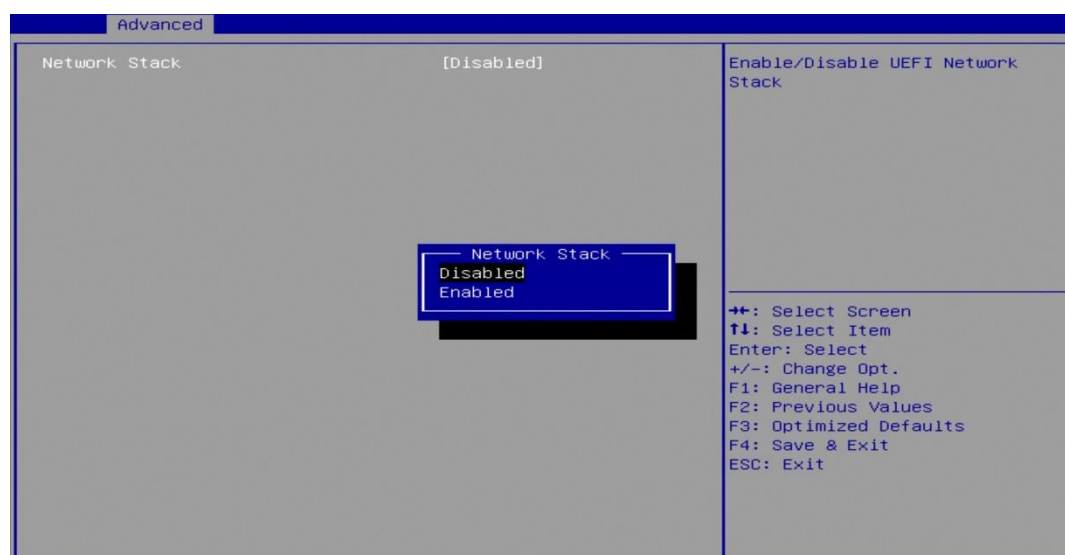 Advanced
Network Stack [Disabled]
Enable/Disable UEFI Network
Stack
Network Stack
Disabled
Enabled
→←: Select Screen
↑↓: Select Item
Enter: Select
+/-: Change Opt.
F1: General Help
F2: Previous Values
F3: Optimized Defaults
F4: Save & Exit
ESC: Exit